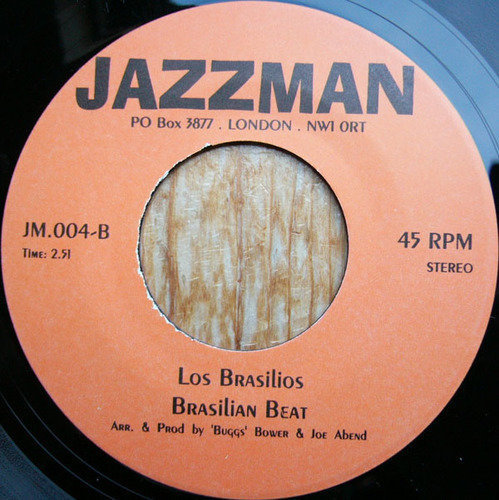 JAZZMAN
PO Box 3877 . LONDON . NW1 0RT
JM.004-B
45 RPM
Time: 2.51
STEREO
Los Brasilios
Brasilian Beat
Arr. & Prod by 'Buggs' Bower & Joe Abend